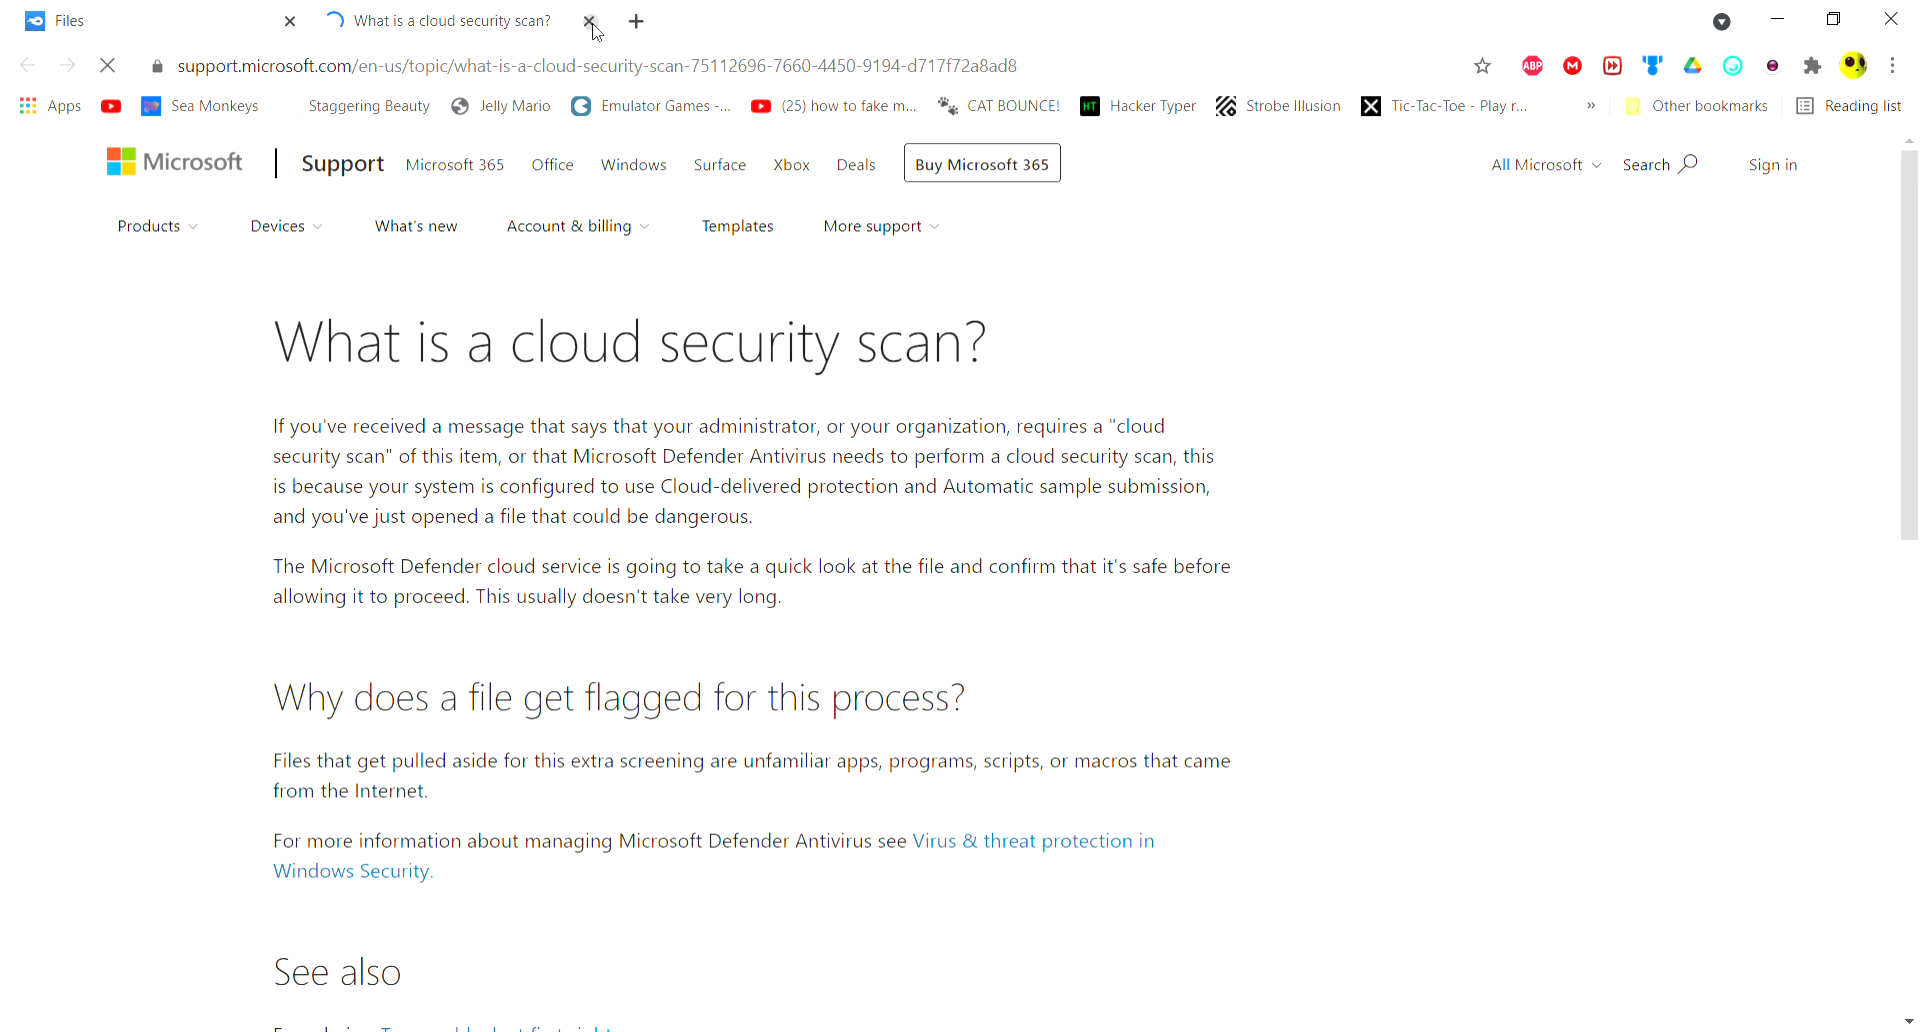 Files
What is a cloud security scan?
support.microsoft.com/en-us/topic/what-is-a-cloud-security-scan-75112696-7660-4450-9194-d717f72a8ad8
ABP
M
Apps
Sea Monkeys
Staggering Beauty
Jelly Mario
Emulator Games -...
(25) how to fake m...
CAT BOUNCE!
HT
Hacker Typer
Strobe Illusion
Tic-Tac-Toe - Play r...
»
Other bookmarks
Reading list
Microsoft
Support
Microsoft 365
Office
Windows
Surface
Xbox
Deals
Buy Microsoft 365
All Microsoft
Search
Sign in
Products
Devices
What's new
Account & billing
Templates
More support
What is a cloud security scan?
If you've received a message that says that your administrator, or your organization, requires a "cloud
security scan" of this item, or that Microsoft Defender Antivirus needs to perform a cloud security scan, this
is because your system is configured to use Cloud-delivered protection and Automatic sample submission,
and you've just opened a file that could be dangerous.
The Microsoft Defender cloud service is going to take a quick look at the file and confirm that it's safe before
allowing it to proceed. This usually doesn't take very long.
Why does a file get flagged for this process?
Files that get pulled aside for this extra screening are unfamiliar apps, programs, scripts, or macros that came
from the Internet.
For more information about managing Microsoft Defender Antivirus see Virus & threat protection in
Windows Security.
See also